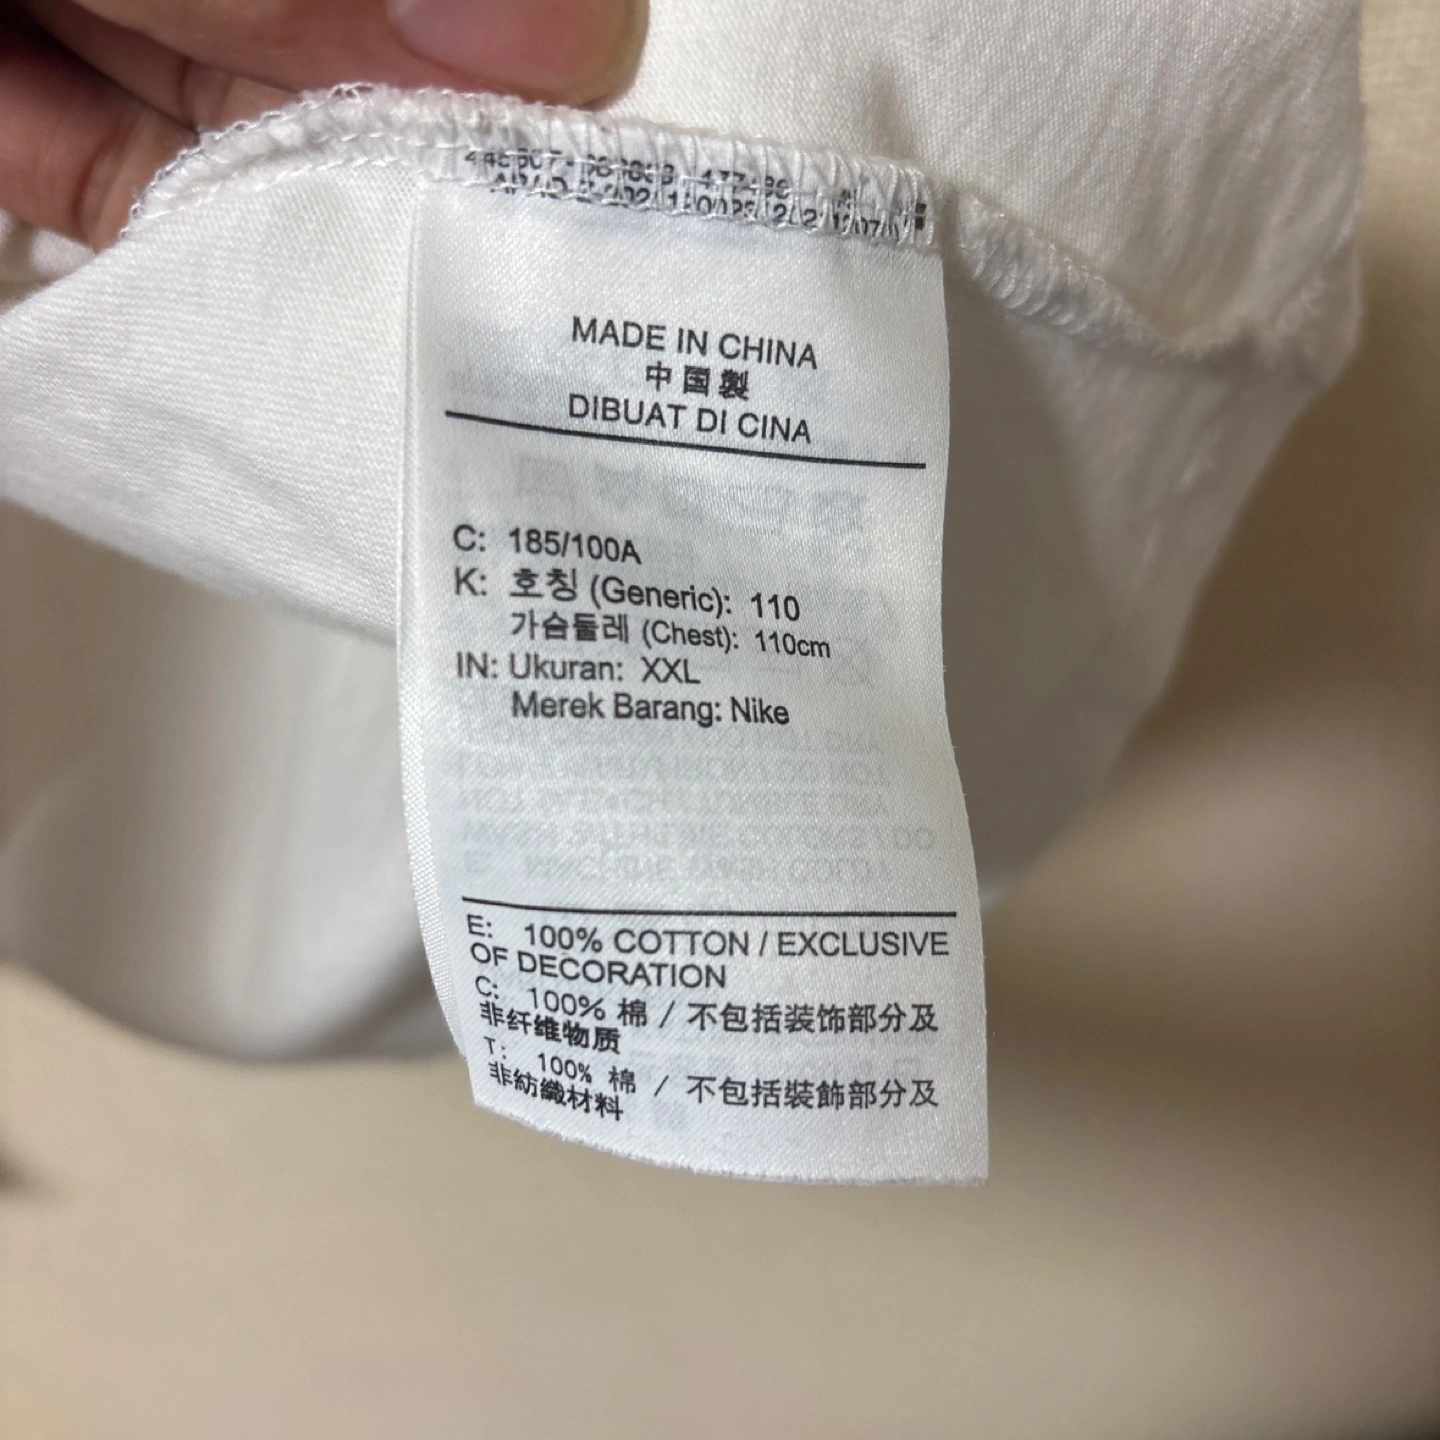 MADE IN CHINA
中国製
DIBUAT DI CINA
C: 185/100A
K: 호칭 (Generic): 110
가슴둘레 (Chest): 110cm
IN: Ukuran: XXL
Merek Barang: Nike
E: 100% COTTON / EXCLUSIVE
OF DECORATION
C: 100% 棉 / 不包括装饰部分及
非纤维物质
T: 100% 棉 / 不包括裝飾部分及
非紡織材料